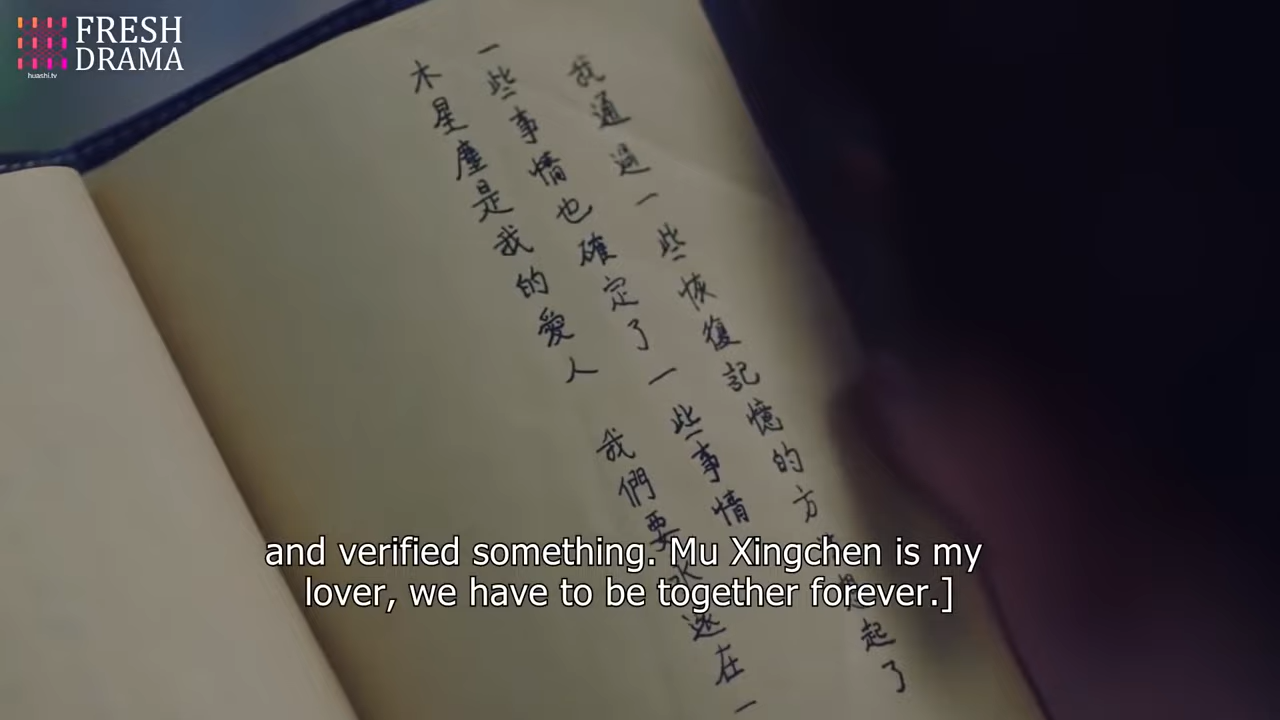 FRESH
DRAMA
huashi.tv
我通過一些恢復記憶的方想起了
一些事情也確定了一些事情
木星塵是我的愛人 我們要永遠在一
and verified something. Mu Xingchen is my
lover, we have to be together forever.]